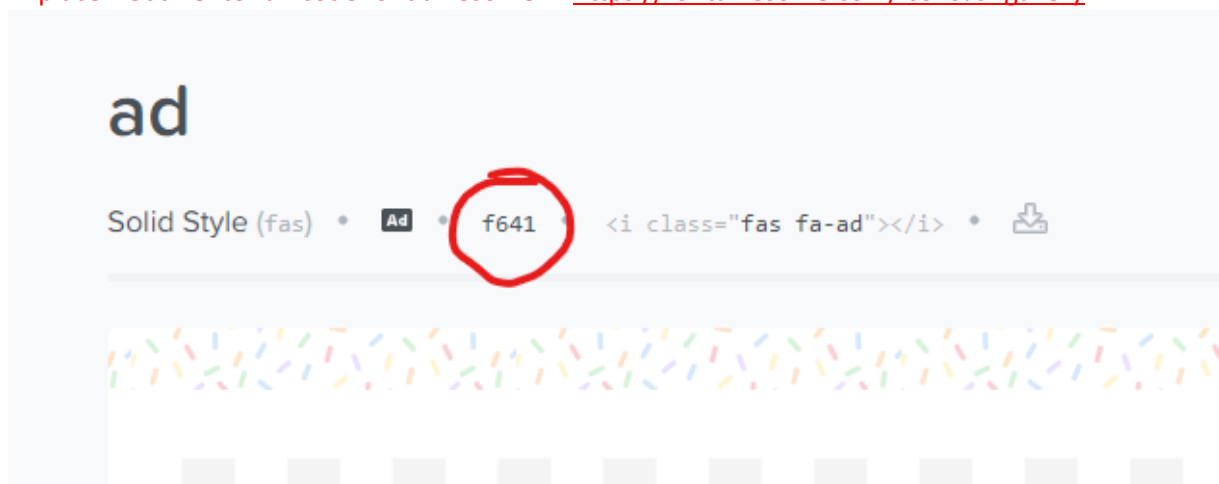 ad
Solid Style (fas) • Ad • f641 • <i class="fas fa-ad"></i> •